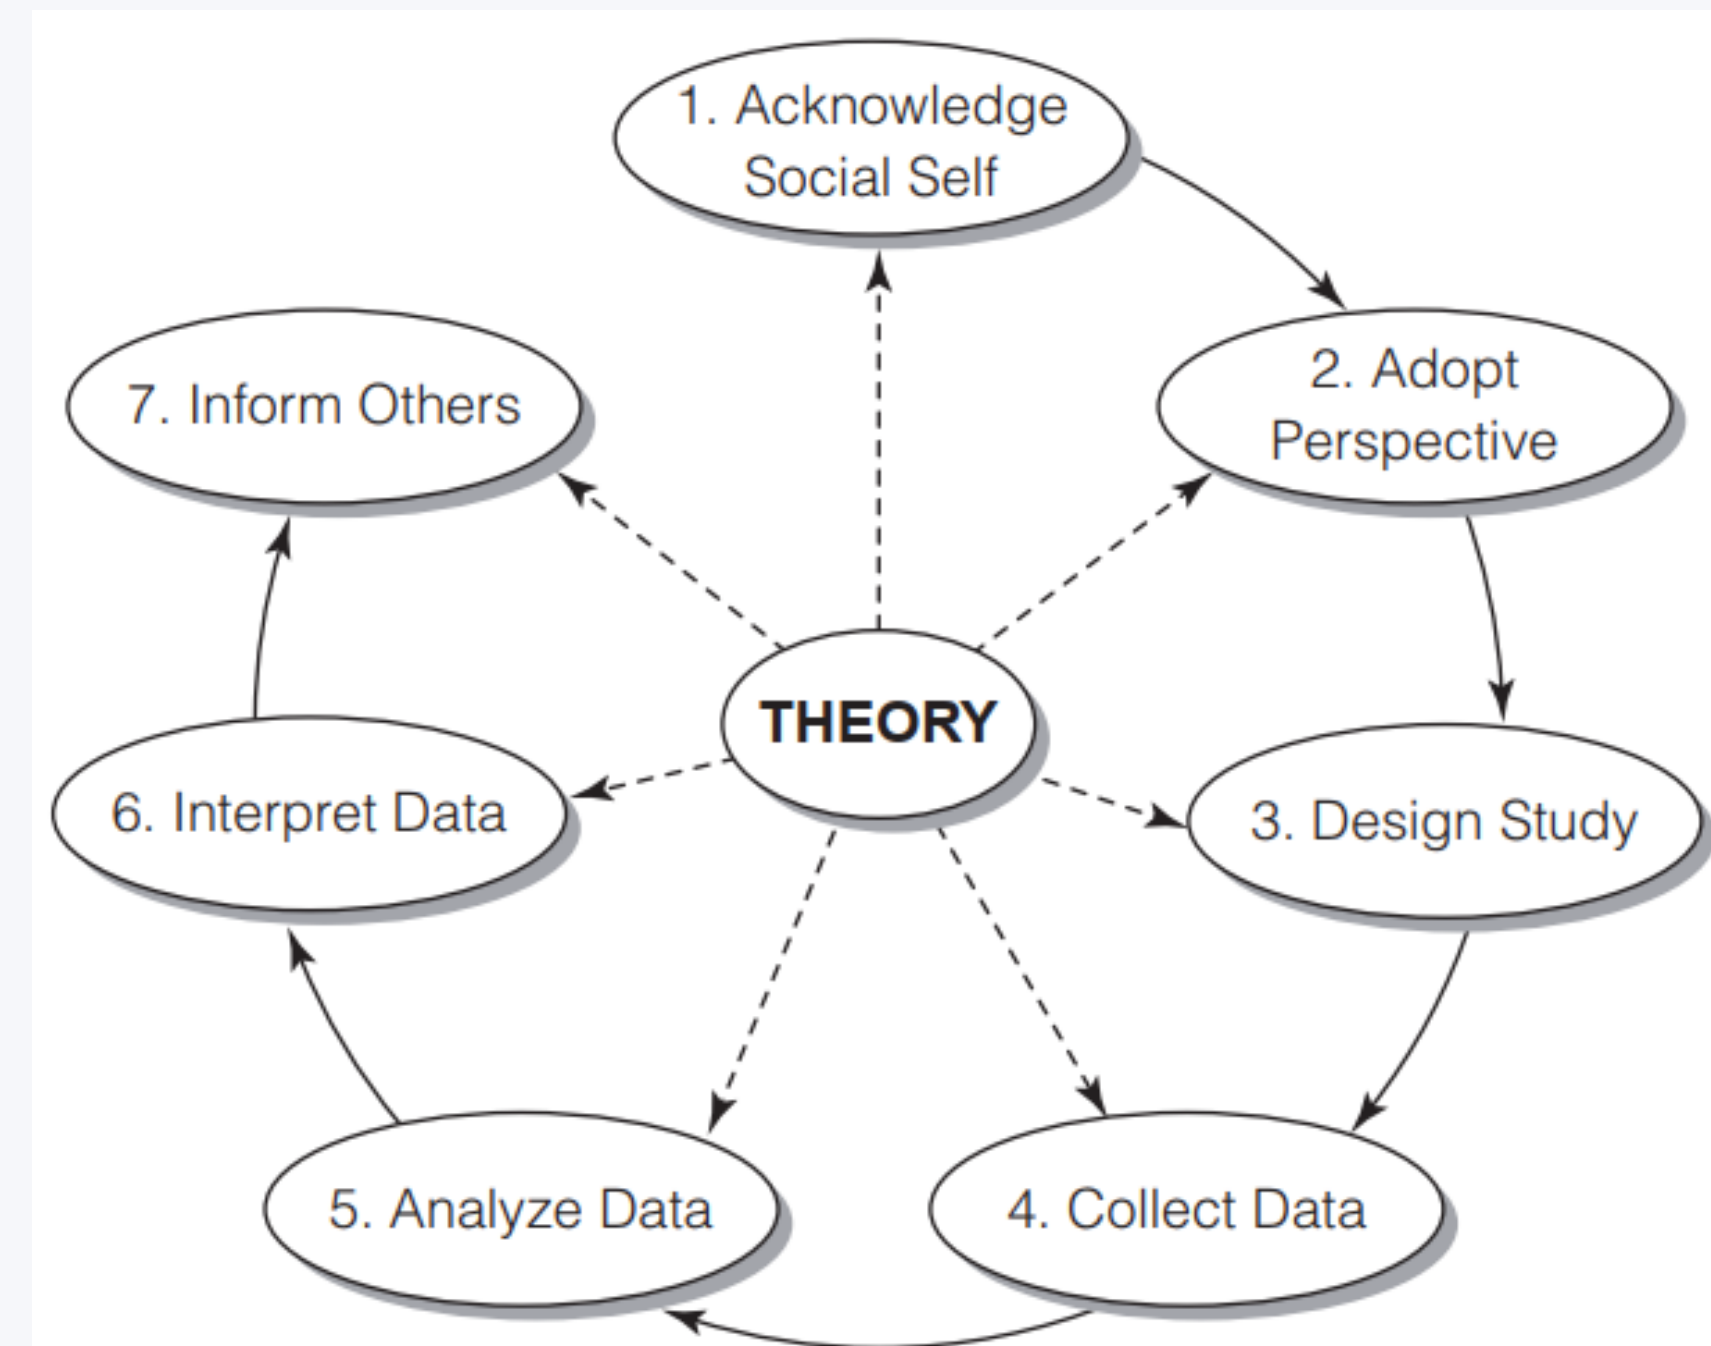 1. Acknowledge
Social Self
2. Adopt
Perspective
3. Design Study
4. Collect Data
5. Analyze Data
6. Interpret Data
7. Inform Others
THEORY